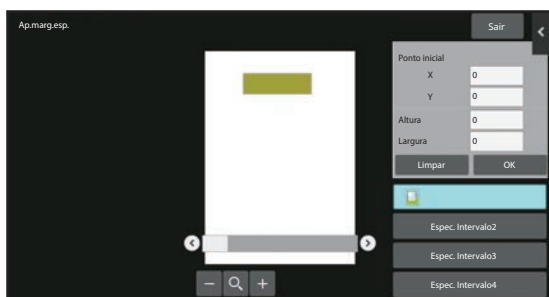 Ap.marg.esp.
Sair
Ponto inicial
X 0
Y 0
Altura 0
Largura 0
Limpar OK
Espec. Intervalo2
Espec. Intervalo3
Espec. Intervalo4